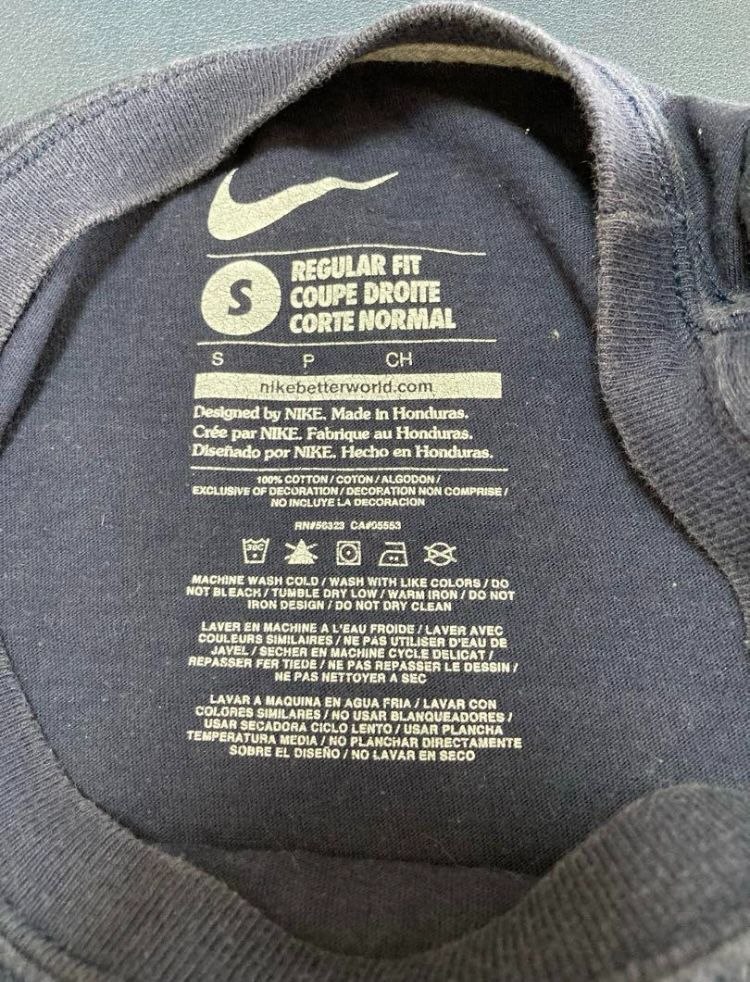 S
REGULAR FIT
COUPE DROITE
CORTE NORMAL
S P CH
nikebetterworld.com
Designed by NIKE. Made in Honduras.
Crée par NIKE. Fabrique au Honduras.
Diseñado por NIKE. Hecho en Honduras.
100% COTTON / COTON / ALGODON /
EXCLUSIVE OF DECORATION / DECORATION NON COMPRISE /
NO INCLUYE LA DECORACION
RN#56323 CA#05553
30C
MACHINE WASH COLD / WASH WITH LIKE COLORS / DO
NOT BLEACH / TUMBLE DRY LOW / WARM IRON / DO NOT
IRON DESIGN / DO NOT DRY CLEAN
LAVER EN MACHINE A L'EAU FROIDE / LAVER AVEC
COULEURS SIMILAIRES / NE PAS UTILISER D'EAU DE
JAVEL / SECHER EN MACHINE CYCLE DELICAT /
REPASSER FER TIEDE / NE PAS REPASSER LE DESSIN /
NE PAS NETTOYER A SEC
LAVAR A MAQUINA EN AGUA FRIA / LAVAR CON
COLORES SIMILARES / NO USAR BLANQUEADORES /
USAR SECADORA CICLO LENTO / USAR PLANCHA
TEMPERATURA MEDIA / NO PLANCHAR DIRECTAMENTE
SOBRE EL DISEÑO / NO LAVAR EN SECO